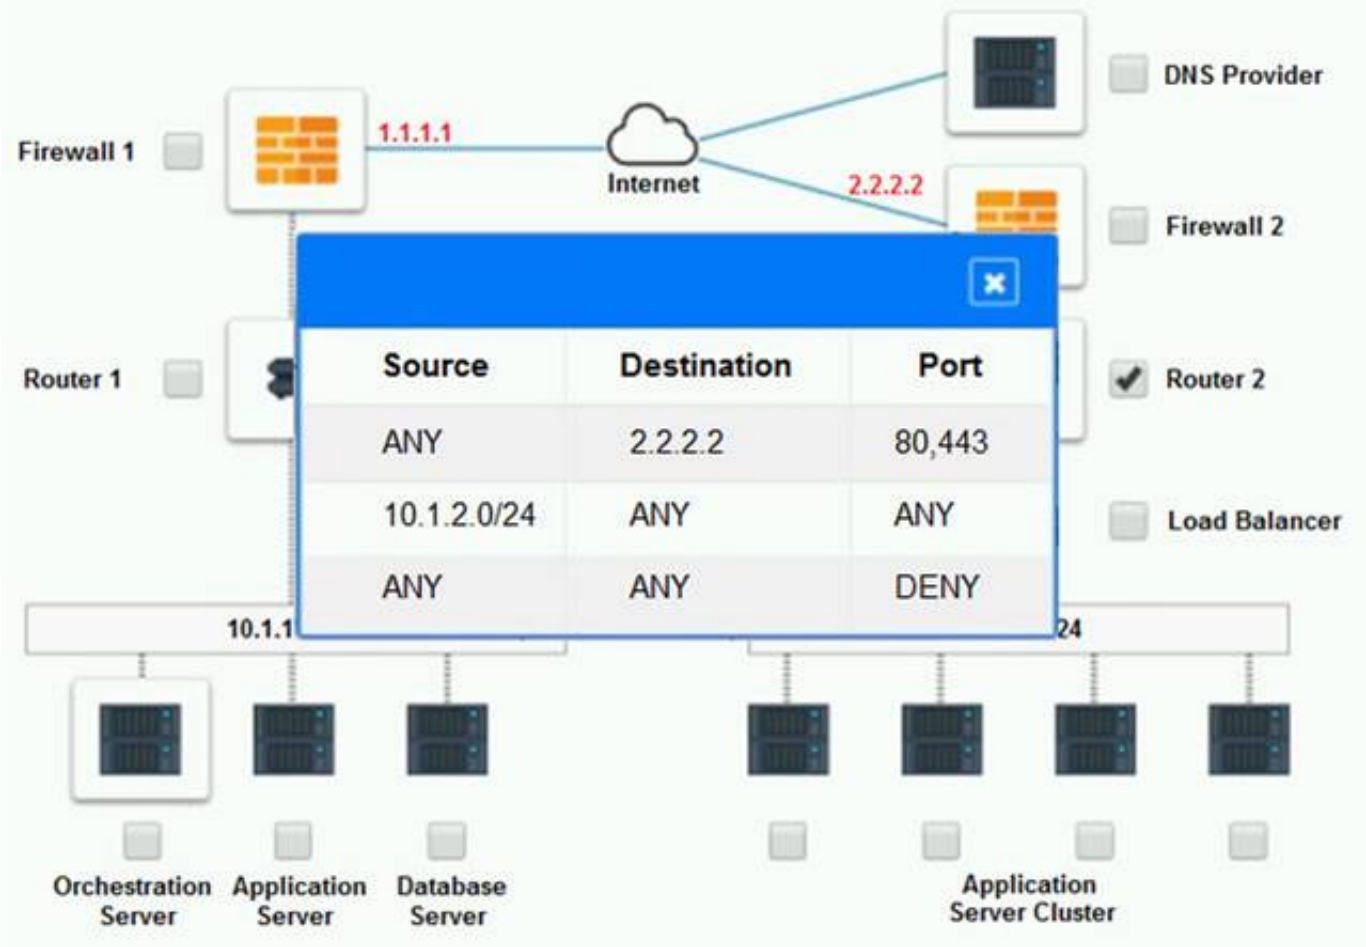 DNS Provider
Firewall 1
1.1.1.1
Internet
2.2.2.2
Firewall 2
Source Destination Port
Router 1
Router 2
ANY 2.2.2.2 80,443
10.1.2.0/24 ANY ANY
Load Balancer
ANY ANY DENY
10.1.1
24
Orchestration Server
Application Server
Database Server
Application Server Cluster